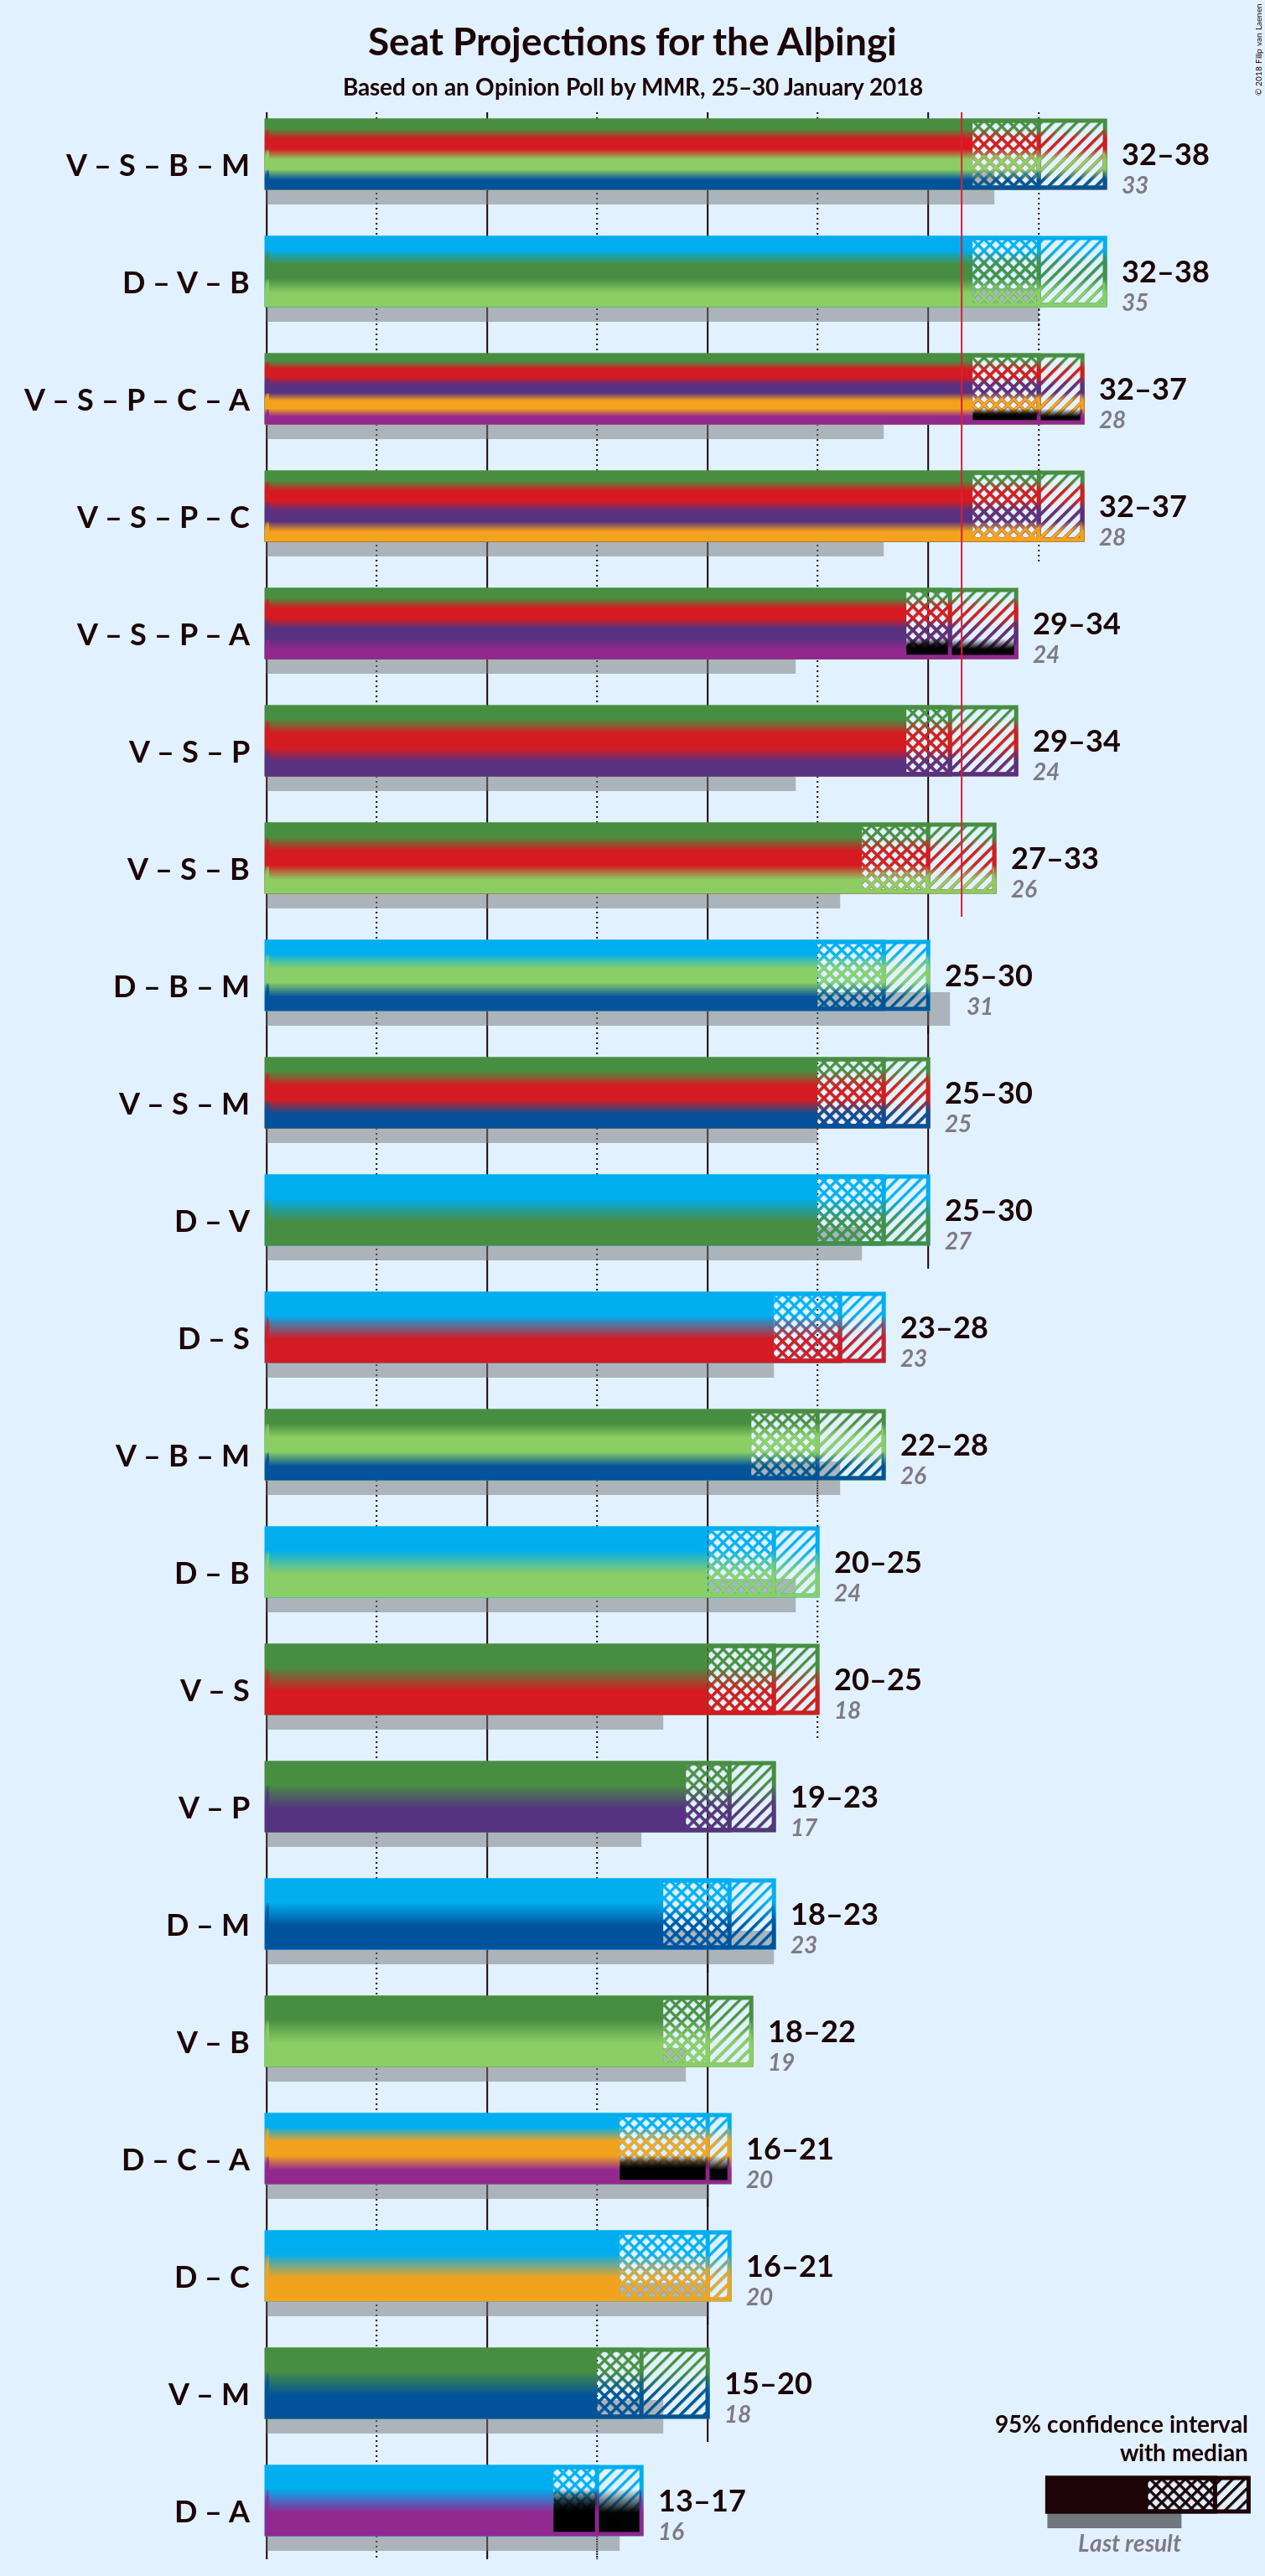 Seat Projections for the Alþingi
Based on an Opinion Poll by MMR, 25–30 January 2018
© 2018 Filip van Laenen
V – S – B – M
32–38
33
D – V – B
32–38
35
V – S – P – C – A
32–37
28
V – S – P – C
32–37
28
V – S – P – A
29–34
24
V – S – P
29–34
24
V – S – B
27–33
26
D – B – M
25–30
31
V – S – M
25–30
25
D – V
25–30
27
D – S
23–28
23
V – B – M
22–28
26
D – B
20–25
24
V – S
20–25
18
V – P
19–23
17
D – M
18–23
23
V – B
18–22
19
D – C – A
16–21
20
D – C
16–21
20
V – M
15–20
18
D – A
13–17
16
95% confidence interval
with median
Last result